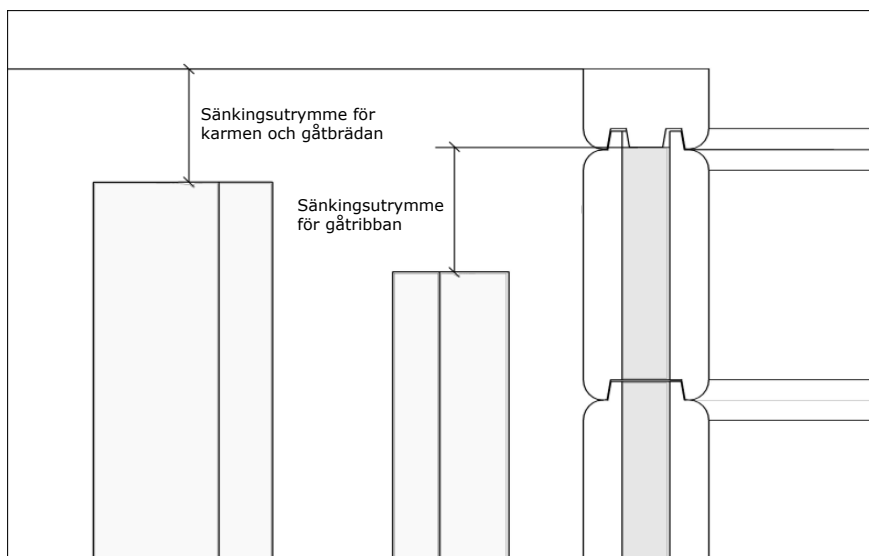 Sänkingsutrymme för
karmen och gåtbrädan
Sänkingsutrymme
för gåtribban